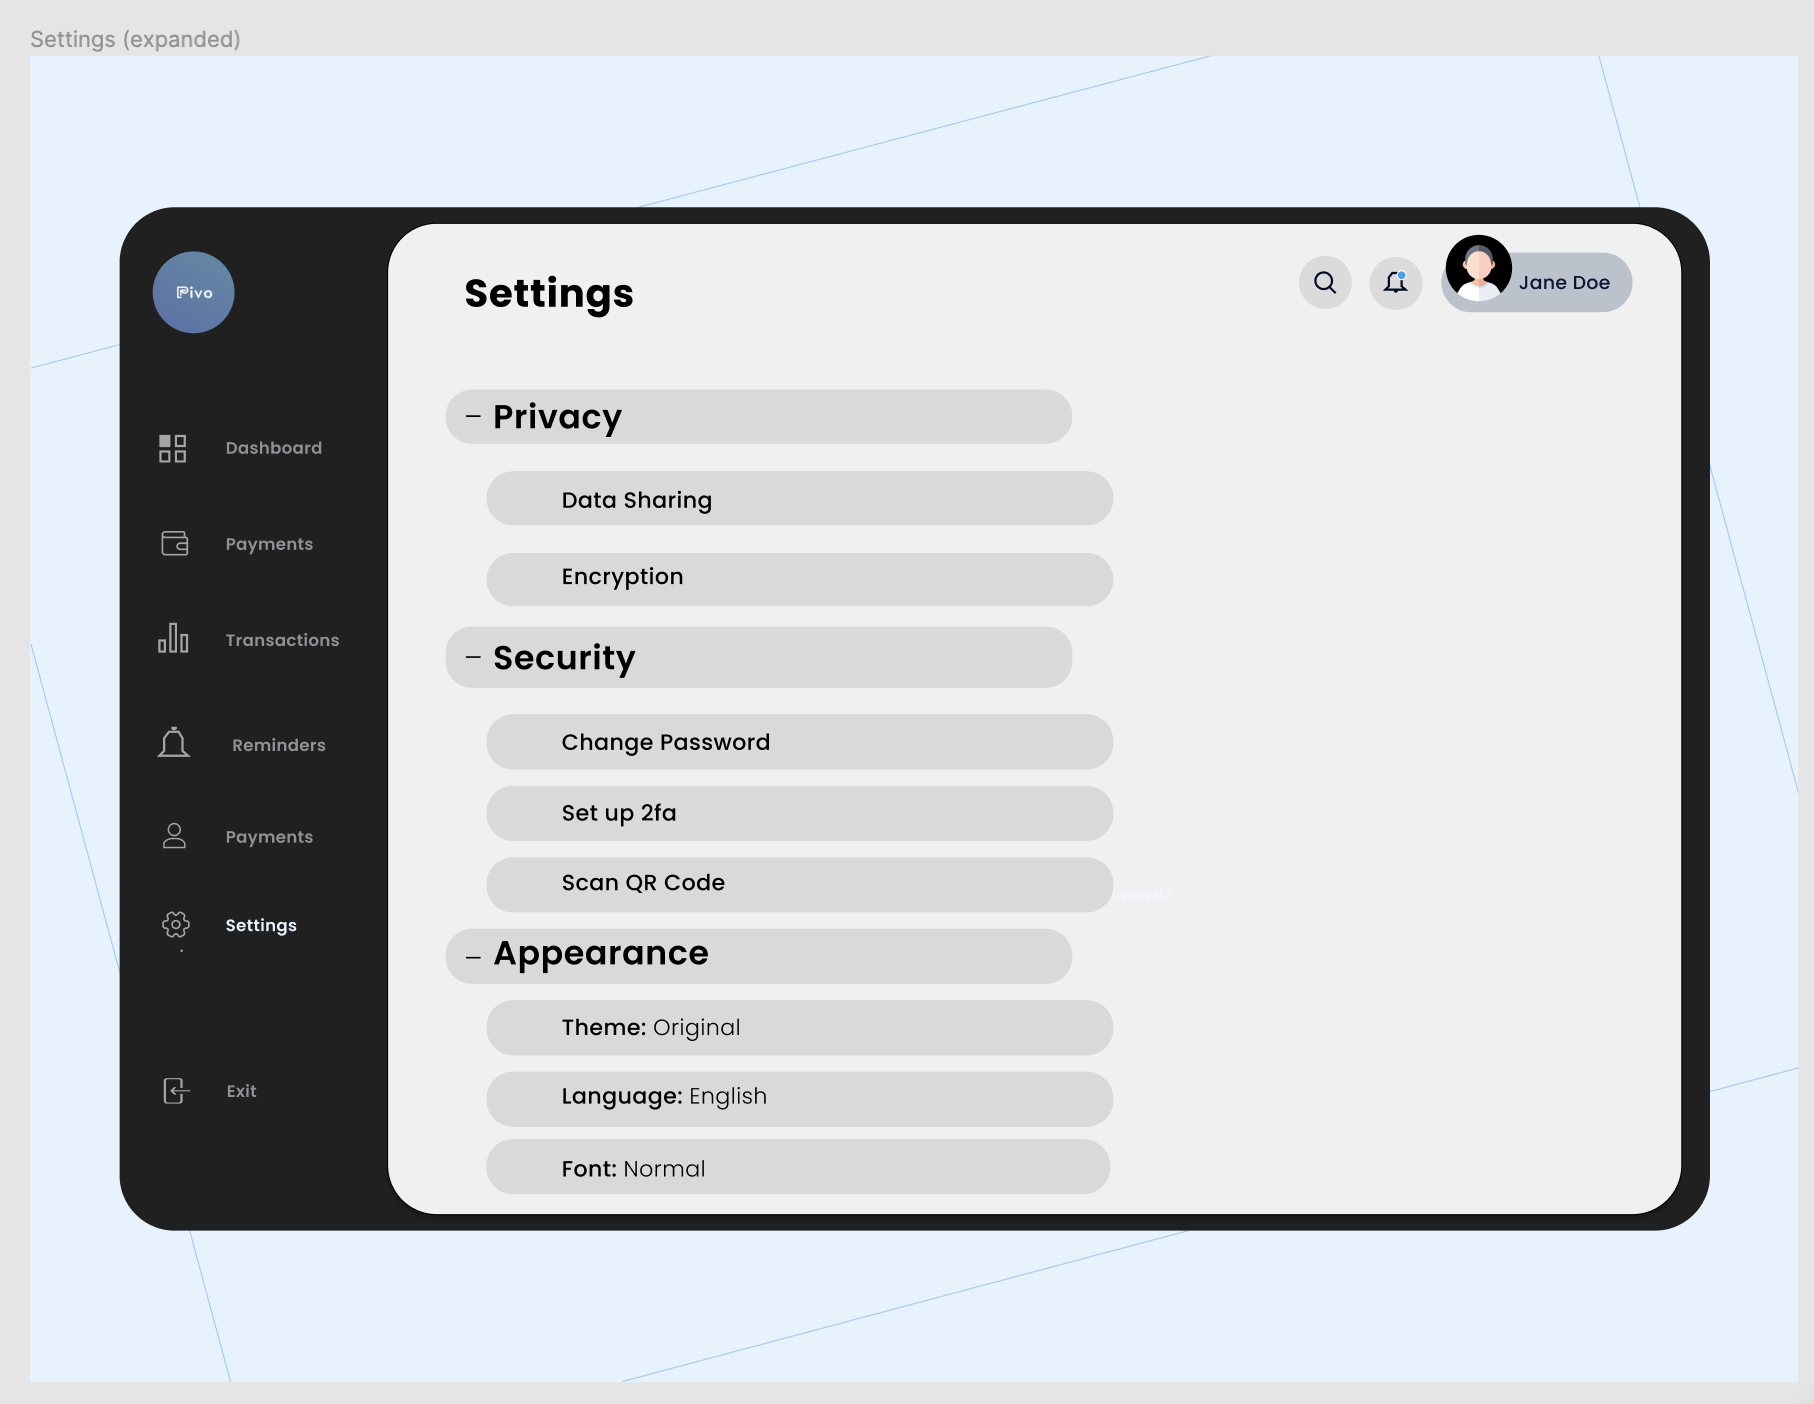 Settings (expanded)
Pivo
Dashboard
Payments
Transactions
Reminders
Payments
Settings
Exit
Settings
Jane Doe
– Privacy
Data Sharing
Encryption
– Security
Change Password
Set up 2fa
Scan QR Code
– Appearance
Theme: Original
Language: English
Font: Normal